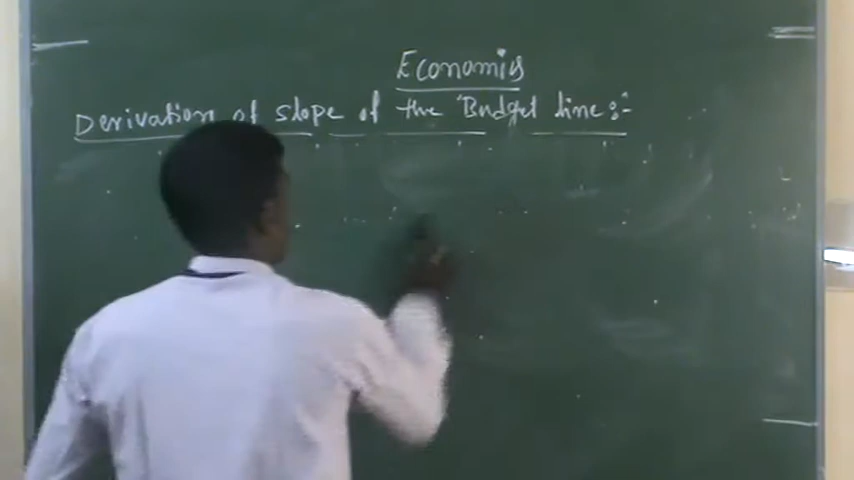 Economics
Derivation of slope of the Budget line :-